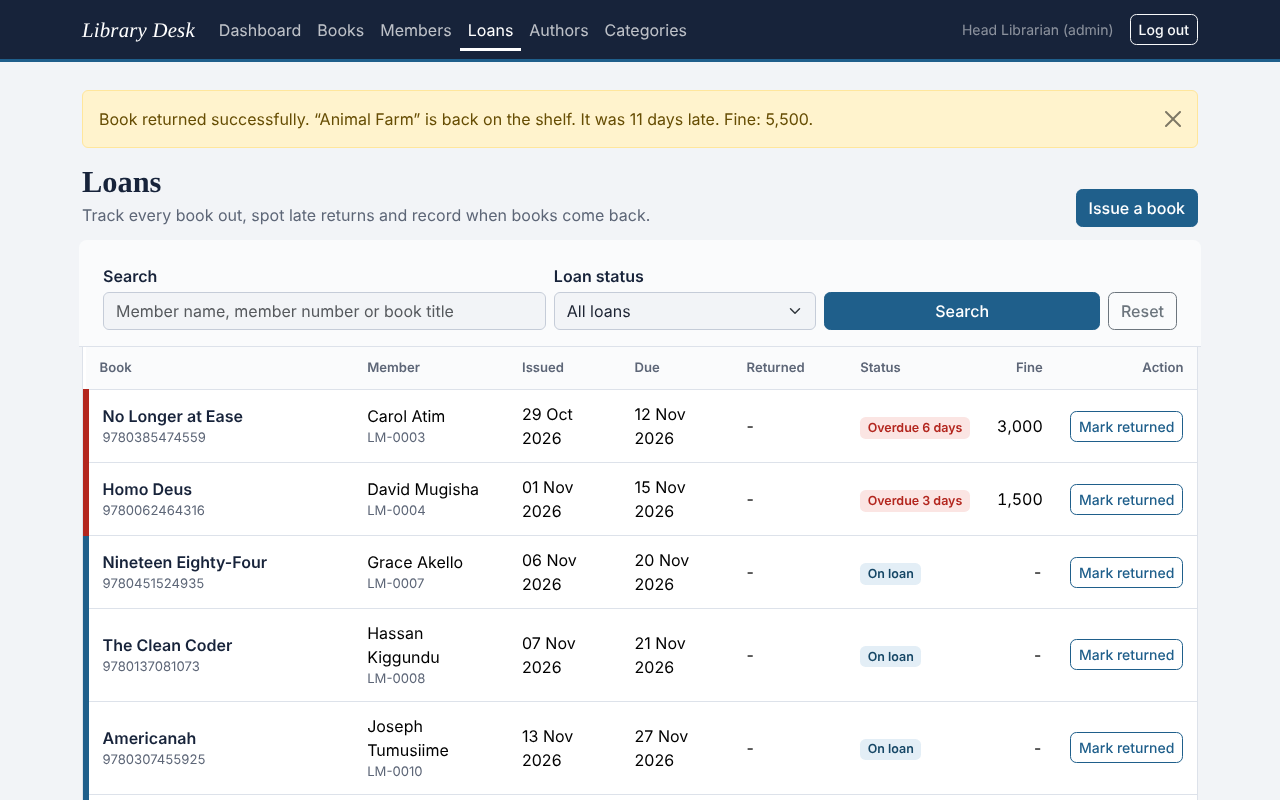 Library Desk Dashboard Books Members Loans Authors Categories Head Librarian (admin) Log out
Book returned successfully. “Animal Farm” is back on the shelf. It was 11 days late. Fine: 5,500.
Loans
Track every book out, spot late returns and record when books come back.
Issue a book
Search Loan status
Member name, member number or book title All loans Search Reset
Book Member Issued Due Returned Status Fine Action
No Longer at Ease Carol Atim 29 Oct 2026 12 Nov 2026 - Overdue 6 days 3,000 Mark returned
9780385474559 LM-0003
Homo Deus David Mugisha 01 Nov 2026 15 Nov 2026 - Overdue 3 days 1,500 Mark returned
9780062464316 LM-0004
Nineteen Eighty-Four Grace Akello 06 Nov 2026 20 Nov 2026 - On loan - Mark returned
9780451524935 LM-0007
The Clean Coder Hassan Kiggundu 07 Nov 2026 21 Nov 2026 - On loan - Mark returned
9780137081073 LM-0008
Americanah Joseph Tumusiime 13 Nov 2026 27 Nov 2026 - On loan - Mark returned
9780307455925 LM-0010